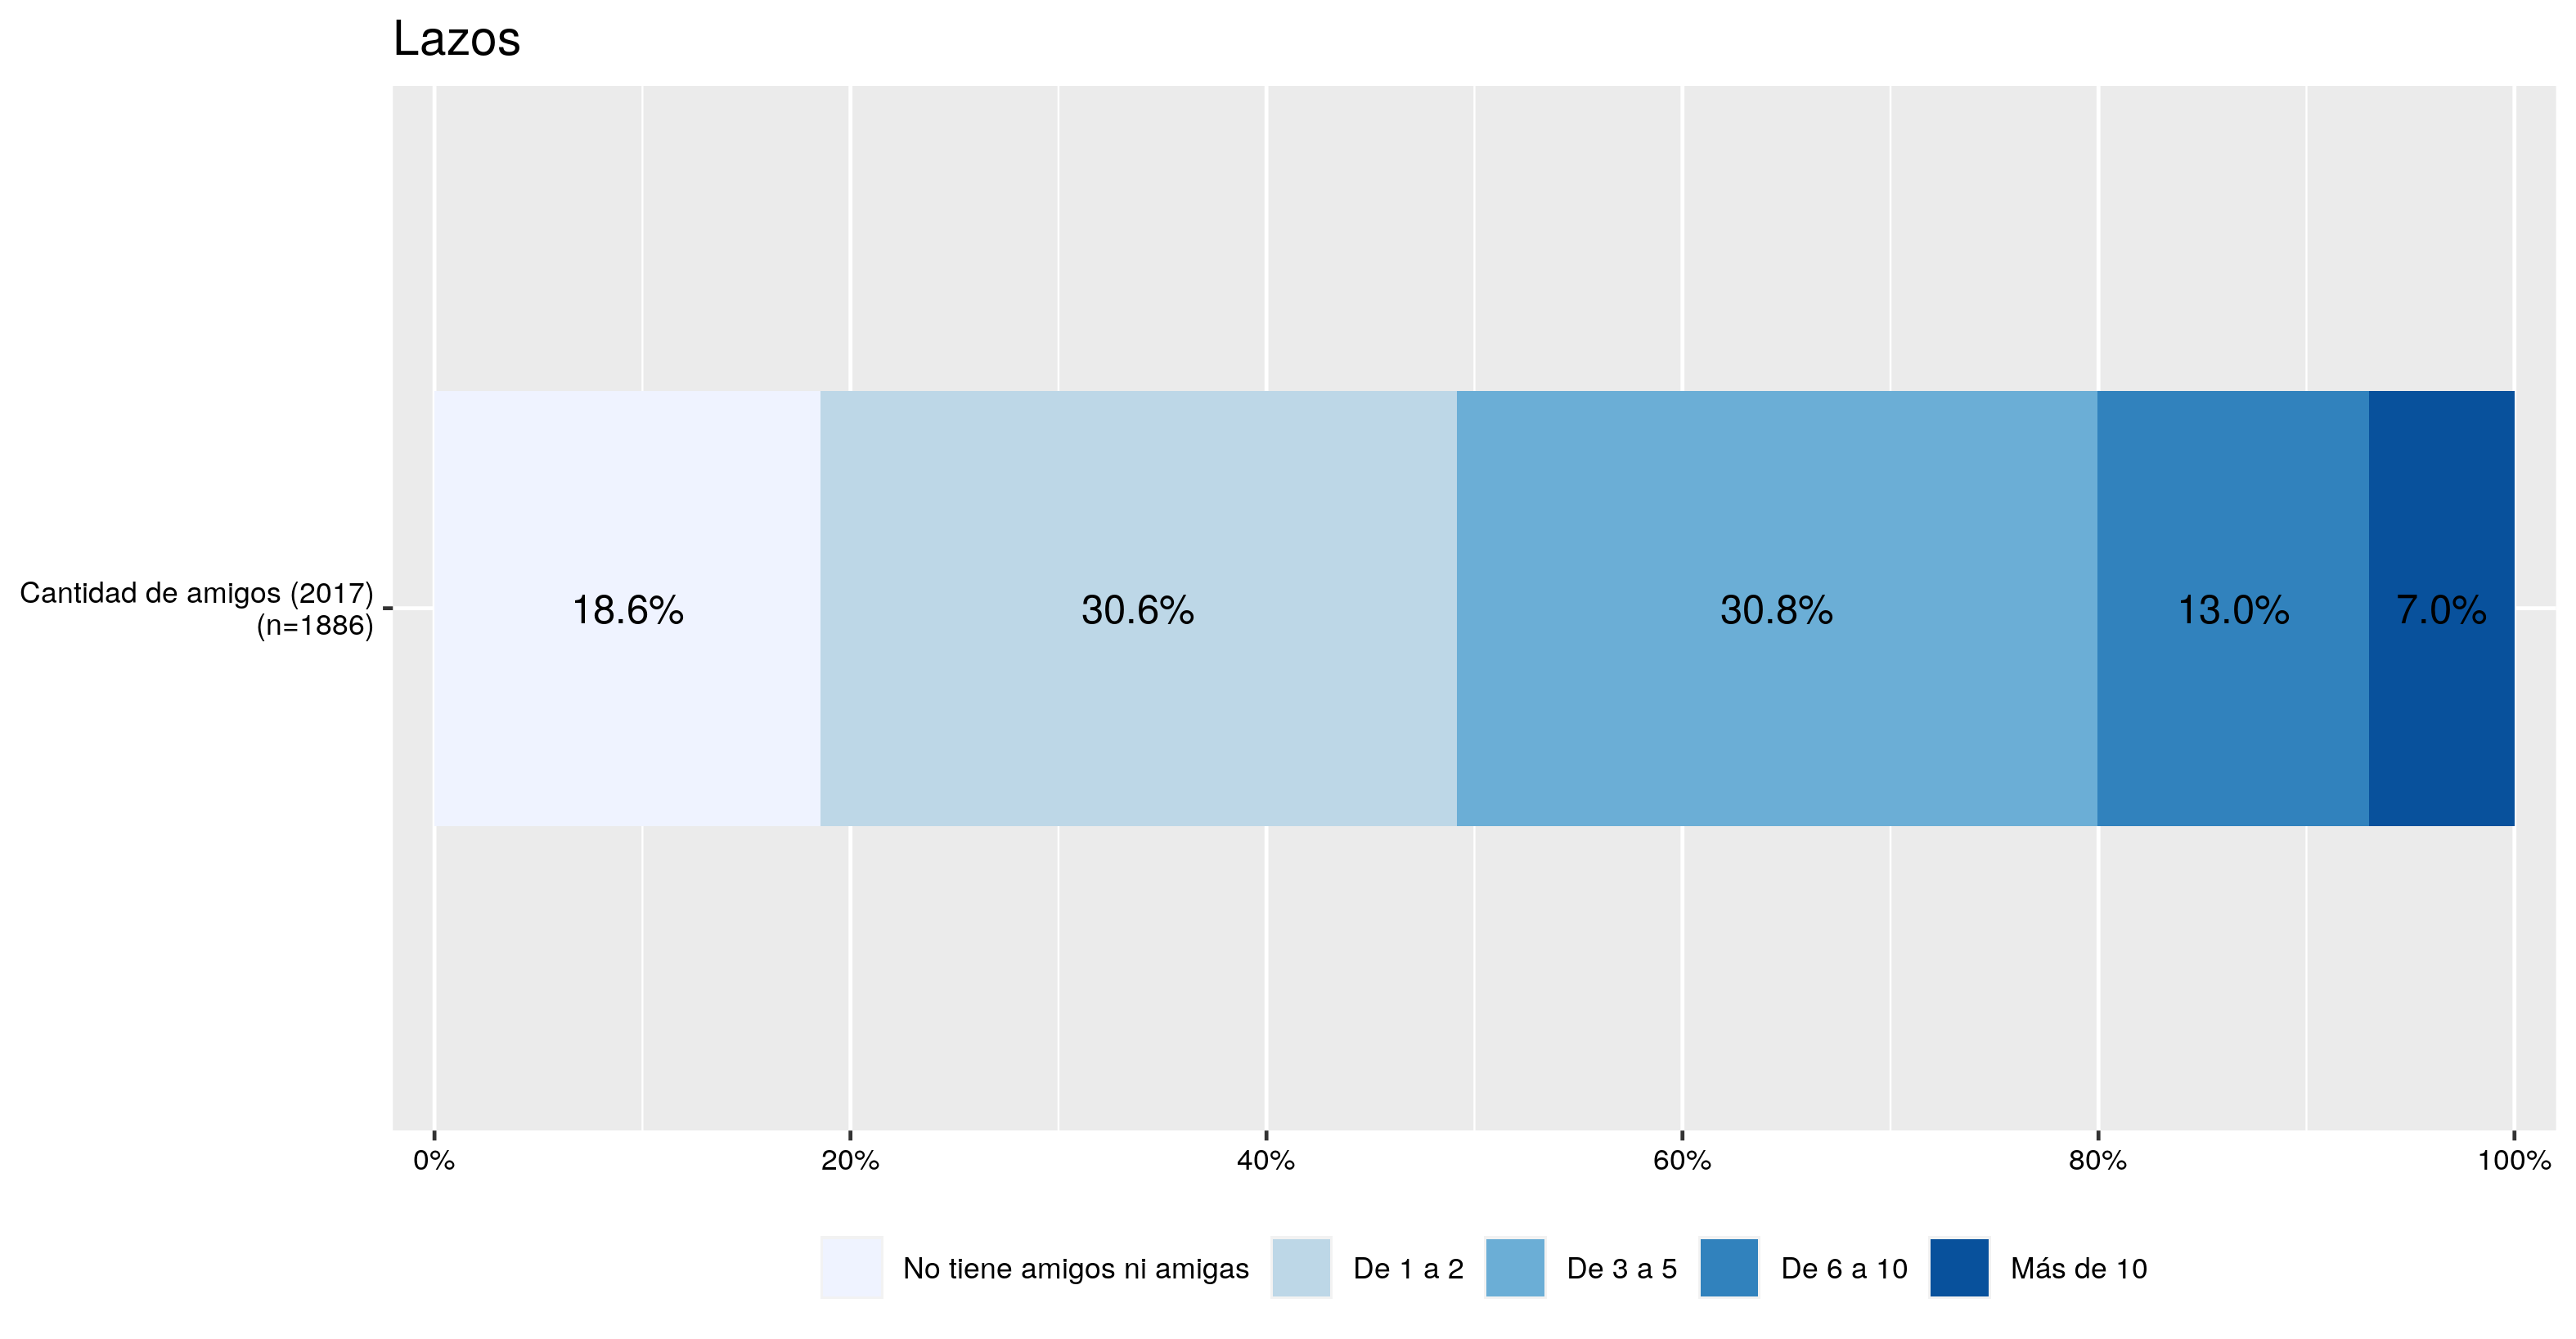 Lazos
Cantidad de amigos (2017)
(n=1886)
18.6%
30.6%
30.8%
13.0%
7.0%
0%
20%
40%
60%
80%
100%
No tiene amigos ni amigas
De 1 a 2
De 3 a 5
De 6 a 10
Más de 10